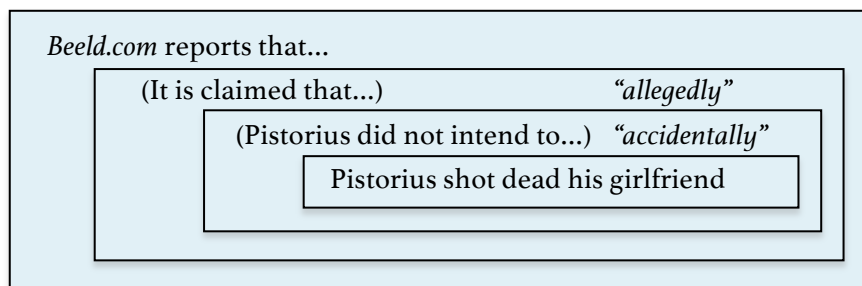 Beeld.com reports that...
(It is claimed that...) “allegedly”
(Pistorius did not intend to...) “accidentally”
Pistorius shot dead his girlfriend